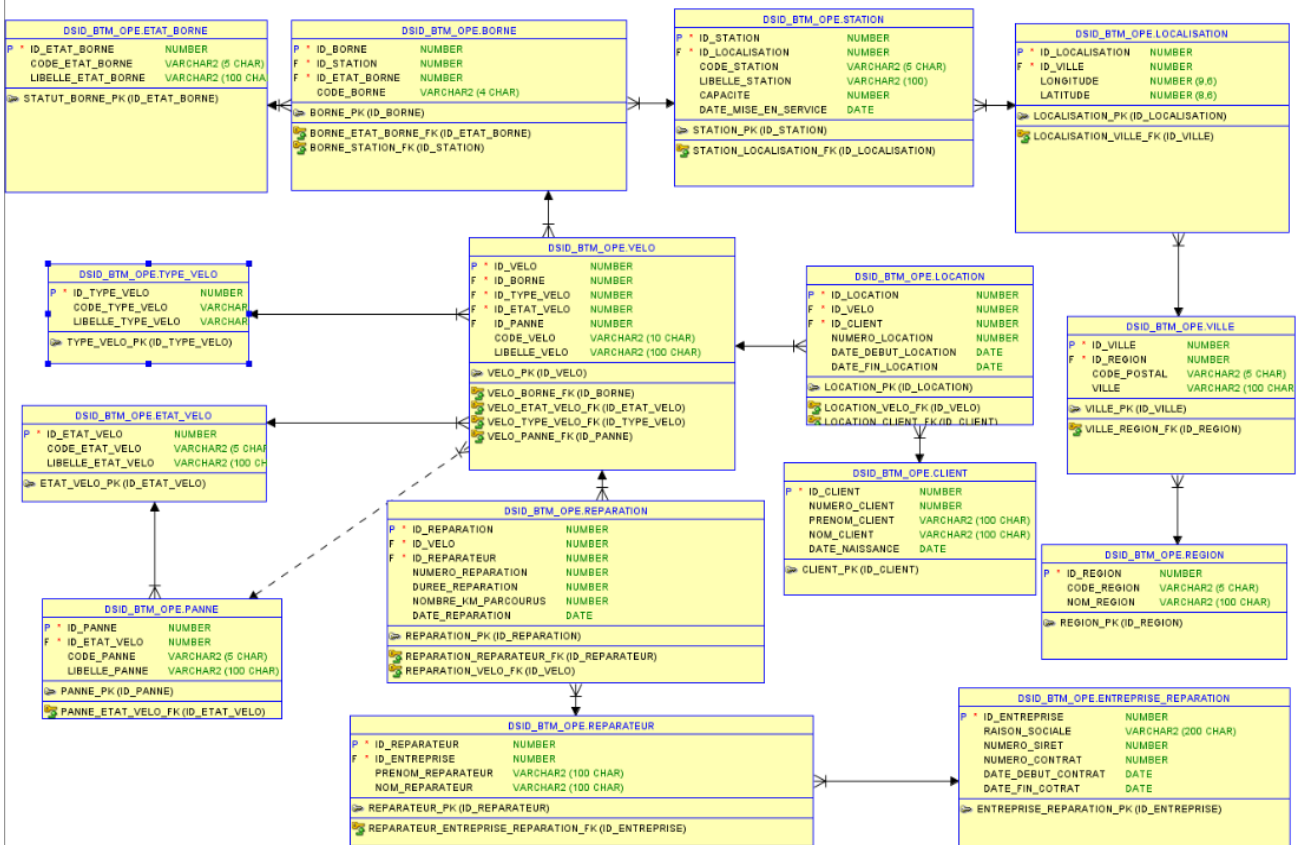 DSID_BTM_OPE.ETAT_BORNE
P * ID_ETAT_BORNE NUMBER
CODE_ETAT_BORNE VARCHAR2 (5 CHAR)
LIBELLE_ETAT_BORNE VARCHAR2 (100 CHA
STATUT_BORNE_PK (ID_ETAT_BORNE)
DSID_BTM_OPE.BORNE
P * ID_BORNE NUMBER
F * ID_STATION NUMBER
F * ID_ETAT_BORNE NUMBER
CODE_BORNE VARCHAR2 (4 CHAR)
BORNE_PK (ID_BORNE)
BORNE_ETAT_BORNE_FK (ID_ETAT_BORNE)
BORNE_STATION_FK (ID_STATION)
DSID_BTM_OPE.STATION
P * ID_STATION NUMBER
F * ID_LOCALISATION NUMBER
CODE_STATION VARCHAR2 (5 CHAR)
LIBELLE_STATION VARCHAR2 (100)
CAPACITE NUMBER
DATE_MISE_EN_SERVICE DATE
STATION_PK (ID_STATION)
STATION_LOCALISATION_FK (ID_LOCALISATION)
DSID_BTM_OPE.LOCALISATION
P * ID_LOCALISATION NUMBER
F * ID_VILLE NUMBER
LONGITUDE NUMBER (9,6)
LATITUDE NUMBER (8,6)
LOCALISATION_PK (ID_LOCALISATION)
LOCALISATION_VILLE_FK (ID_VILLE)
DSID_BTM_OPE.TYPE_VELO
P * ID_TYPE_VELO NUMBER
CODE_TYPE_VELO VARCHAR
LIBELLE_TYPE_VELO VARCHAR
TYPE_VELO_PK (ID_TYPE_VELO)
DSID_BTM_OPE.VELO
P * ID_VELO NUMBER
F * ID_BORNE NUMBER
F * ID_TYPE_VELO NUMBER
F * ID_ETAT_VELO NUMBER
F ID_PANNE NUMBER
CODE_VELO VARCHAR2 (10 CHAR)
LIBELLE_VELO VARCHAR2 (100 CHAR)
VELO_PK (ID_VELO)
VELO_BORNE_FK (ID_BORNE)
VELO_ETAT_VELO_FK (ID_ETAT_VELO)
VELO_TYPE_VELO_FK (ID_TYPE_VELO)
VELO_PANNE_FK (ID_PANNE)
DSID_BTM_OPE.LOCATION
P * ID_LOCATION NUMBER
F * ID_VELO NUMBER
F * ID_CLIENT NUMBER
NUMERO_LOCATION NUMBER
DATE_DEBUT_LOCATION DATE
DATE_FIN_LOCATION DATE
LOCATION_PK (ID_LOCATION)
LOCATION_VELO_FK (ID_VELO)
LOCATION_CLIENT_FK (ID_CLIENT)
DSID_BTM_OPE.VILLE
P * ID_VILLE NUMBER
F * ID_REGION NUMBER
CODE_POSTAL VARCHAR2 (5 CHAR)
VILLE VARCHAR2 (100 CHAR
VILLE_PK (ID_VILLE)
VILLE_REGION_FK (ID_REGION)
DSID_BTM_OPE.ETAT_VELO
P * ID_ETAT_VELO NUMBER
CODE_ETAT_VELO VARCHAR2 (5 CHAR
LIBELLE_ETAT_VELO VARCHAR2 (100 CH
ETAT_VELO_PK (ID_ETAT_VELO)
DSID_BTM_OPE.CLIENT
P * ID_CLIENT NUMBER
NUMERO_CLIENT NUMBER
PRENOM_CLIENT VARCHAR2 (100 CHAR)
NOM_CLIENT VARCHAR2 (100 CHAR)
DATE_NAISSANCE DATE
CLIENT_PK (ID_CLIENT)
DSID_BTM_OPE.REPARATION
P * ID_REPARATION NUMBER
F * ID_VELO NUMBER
F * ID_REPARATEUR NUMBER
NUMERO_REPARATION NUMBER
DUREE_REPARATION NUMBER
NOMBRE_KM_PARCOURUS NUMBER
DATE_REPARATION DATE
REPARATION_PK (ID_REPARATION)
REPARATION_REPARATEUR_FK (ID_REPARATEUR)
REPARATION_VELO_FK (ID_VELO)
DSID_BTM_OPE.REGION
P * ID_REGION NUMBER
CODE_REGION VARCHAR2 (5 CHAR)
NOM_REGION VARCHAR2 (100 CHAR)
REGION_PK (ID_REGION)
DSID_BTM_OPE.PANNE
P * ID_PANNE NUMBER
F * ID_ETAT_VELO NUMBER
CODE_PANNE VARCHAR2 (5 CHAR)
LIBELLE_PANNE VARCHAR2 (100 CHAR)
PANNE_PK (ID_PANNE)
PANNE_ETAT_VELO_FK (ID_ETAT_VELO)
DSID_BTM_OPE.REPARATEUR
P * ID_REPARATEUR NUMBER
F * ID_ENTREPRISE NUMBER
PRENOM_REPARATEUR VARCHAR2 (100 CHAR)
NOM_REPARATEUR VARCHAR2 (100 CHAR)
REPARATEUR_PK (ID_REPARATEUR)
REPARATEUR_ENTREPRISE_REPARATION_FK (ID_ENTREPRISE)
DSID_BTM_OPE.ENTREPRISE_REPARATION
P * ID_ENTREPRISE NUMBER
RAISON_SOCIALE VARCHAR2 (200 CHAR)
NUMERO_SIRET NUMBER
NUMERO_CONTRAT NUMBER
DATE_DEBUT_CONTRAT DATE
DATE_FIN_COTRAT DATE
ENTREPRISE_REPARATION_PK (ID_ENTREPRISE)